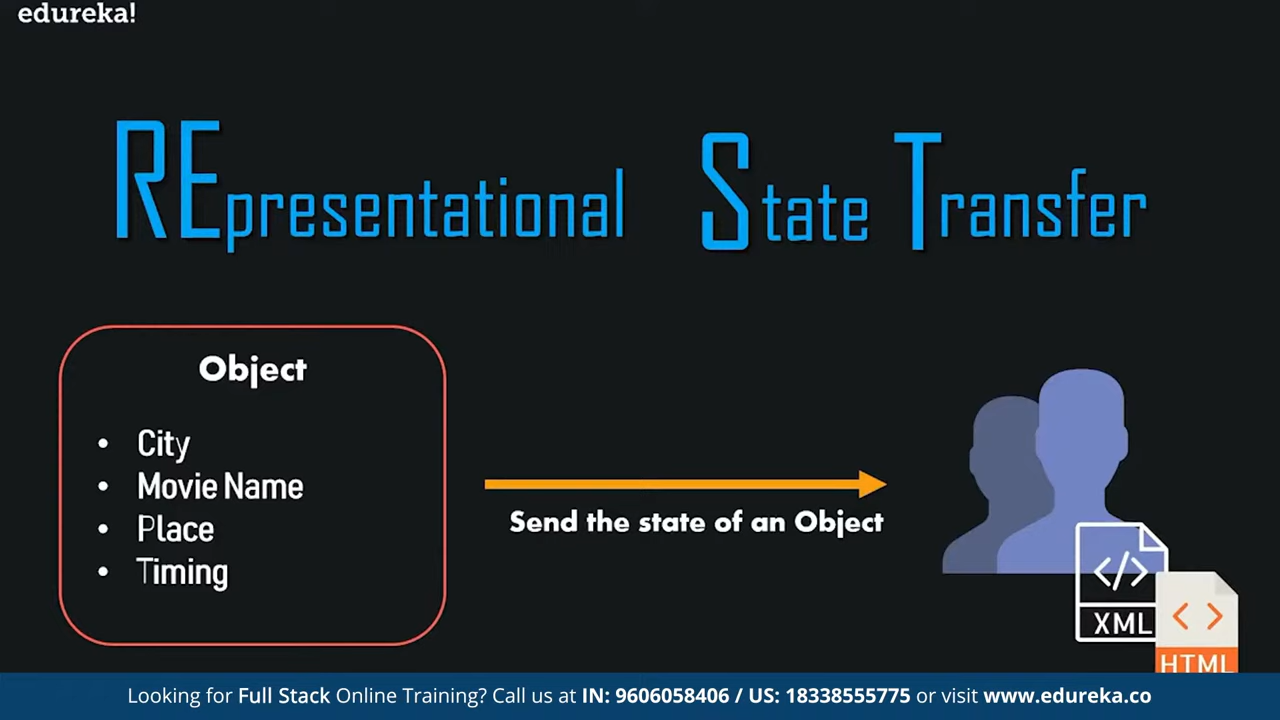 edureka!
REpresentational State Transfer
Object
• City
• Movie Name
• Place
• Timing
Send the state of an Object
XML
HTML
Looking for Full Stack Online Training? Call us at IN: 9606058406 / US: 18338555775 or visit www.edureka.co